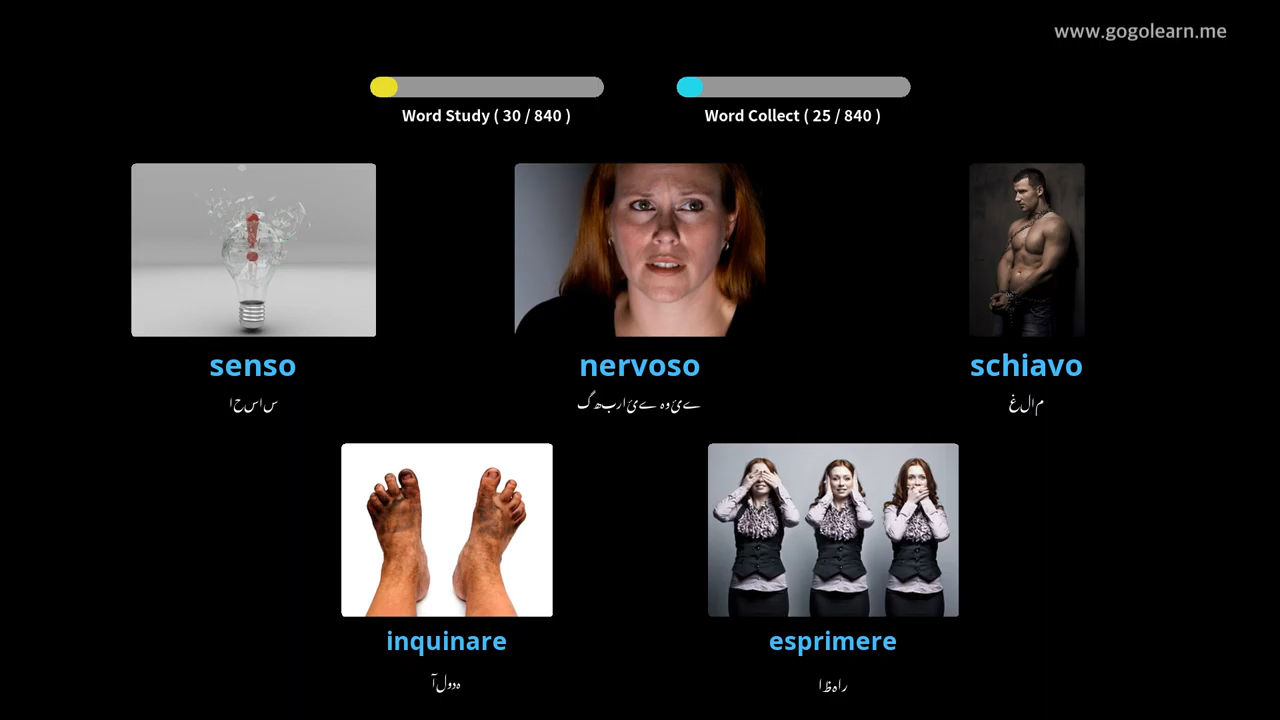 www.gogolearn.me
Word Study ( 30 / 840 )
Word Collect ( 25 / 840 )
senso
احساس
nervoso
گھبرائے ہوئے
schiavo
غلام
inquinare
آلودہ
esprimere
اظہار